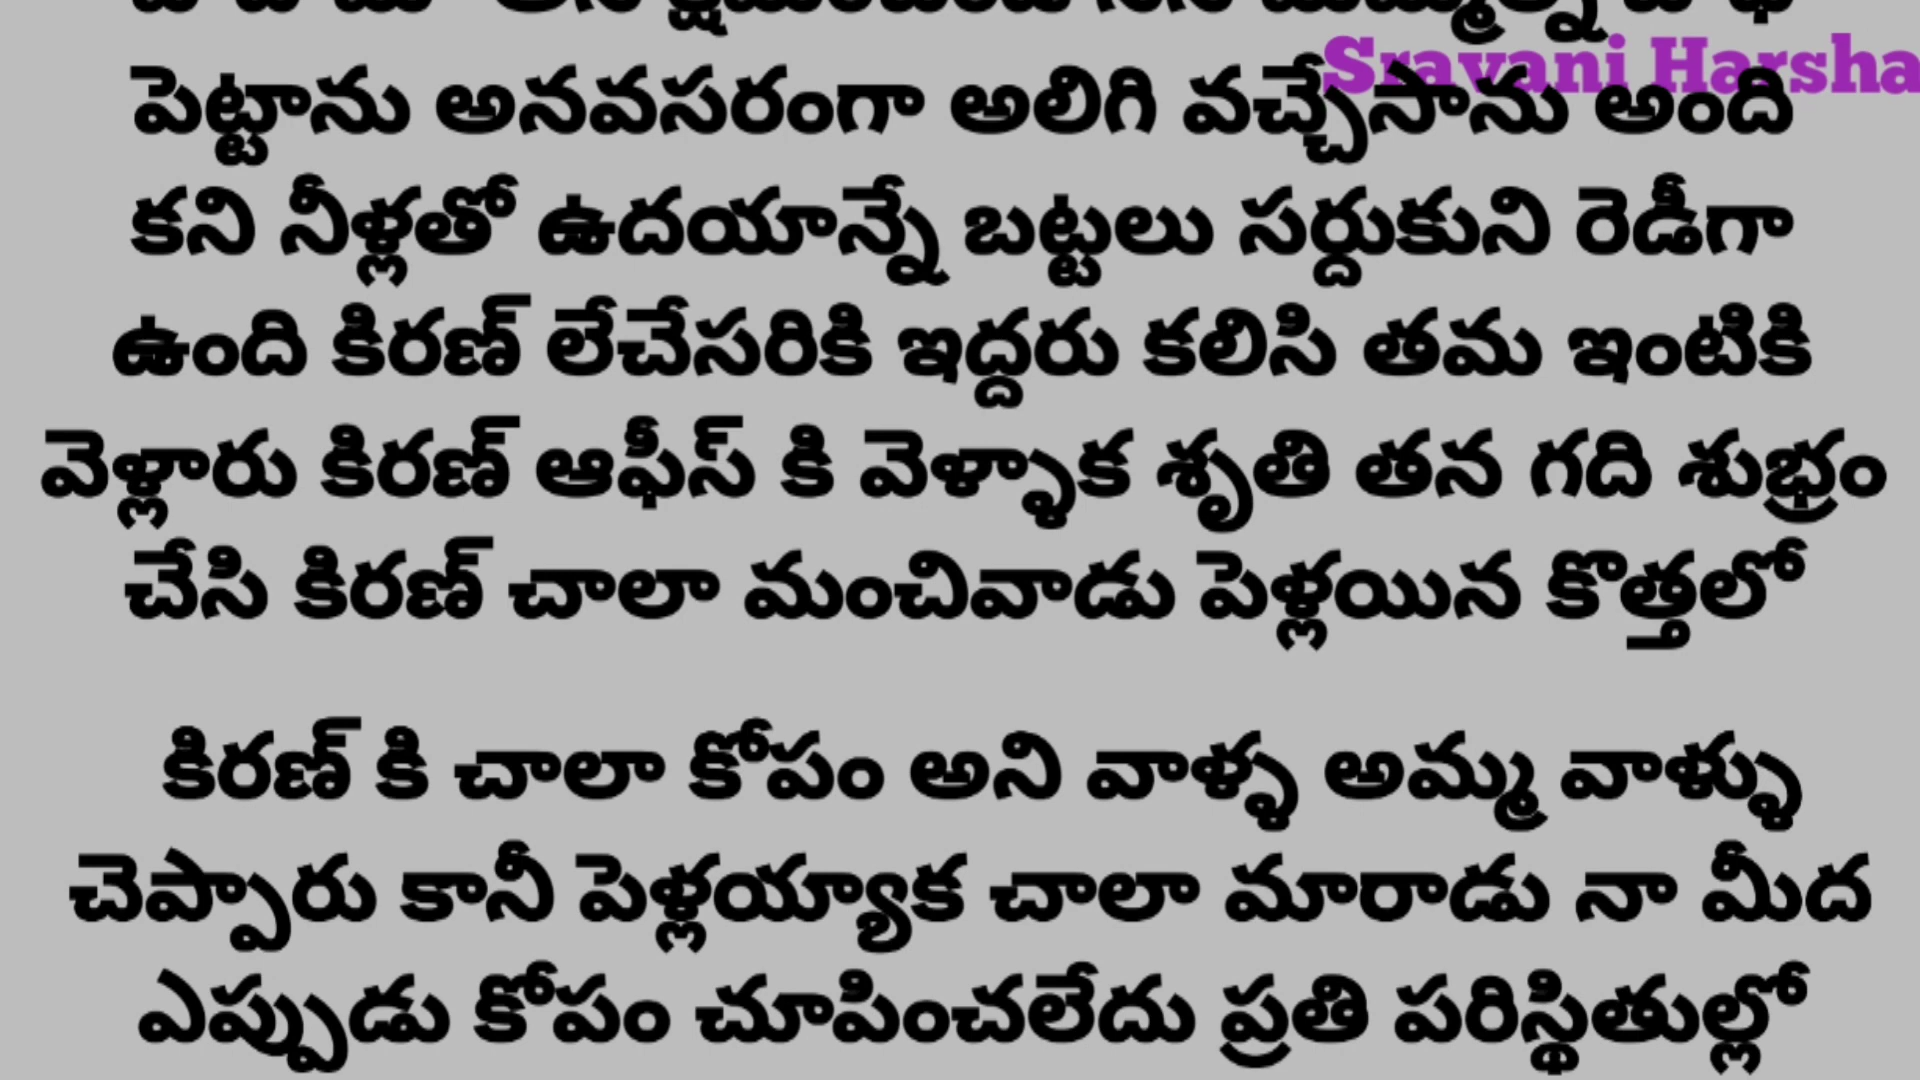 Sravani Harsha
పెట్టాను అనవసరంగా అలిగి వచ్చేసాను అంది
కని నీళ్లతో ఉదయాన్నే బట్టలు సర్దుకుని రెడీగా
ఉంది కిరణ్ లేచేసరికి ఇద్దరు కలిసి తమ ఇంటికి
వెళ్లారు కిరణ్ ఆఫీస్ కి వెళ్ళాక శృతి తన గది శుభ్రం
చేసి కిరణ్ చాలా మంచివాడు పెళ్లయిన కొత్తలో
కిరణ్ కి చాలా కోపం అని వాళ్ళ అమ్మ వాళ్ళు
చెప్పారు కానీ పెళ్లయ్యాక చాలా మారాడు నా మీద
ఎప్పుడు కోపం చూపించలేదు ప్రతి పరిస్థితుల్లో